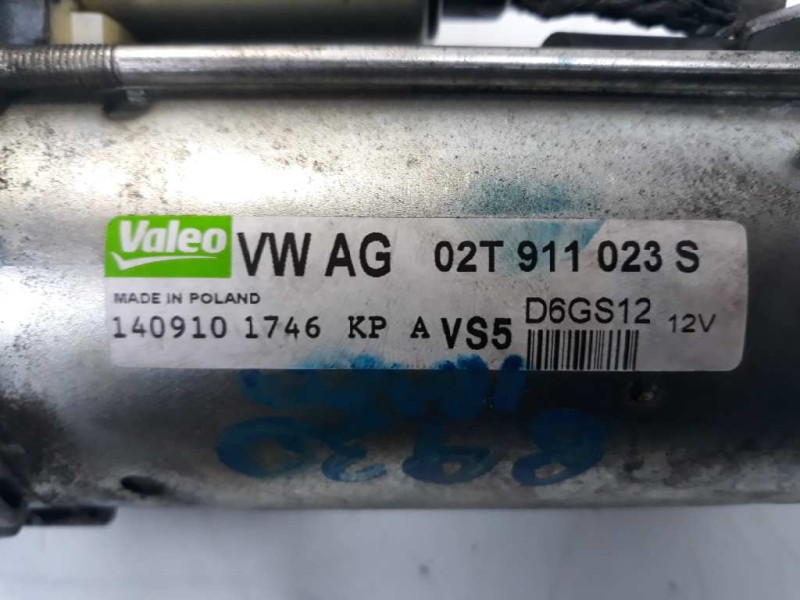 Valeo VW AG 02T 911 023 S
MADE IN POLAND
140910 1746 KP A VS5 D6GS12 12V